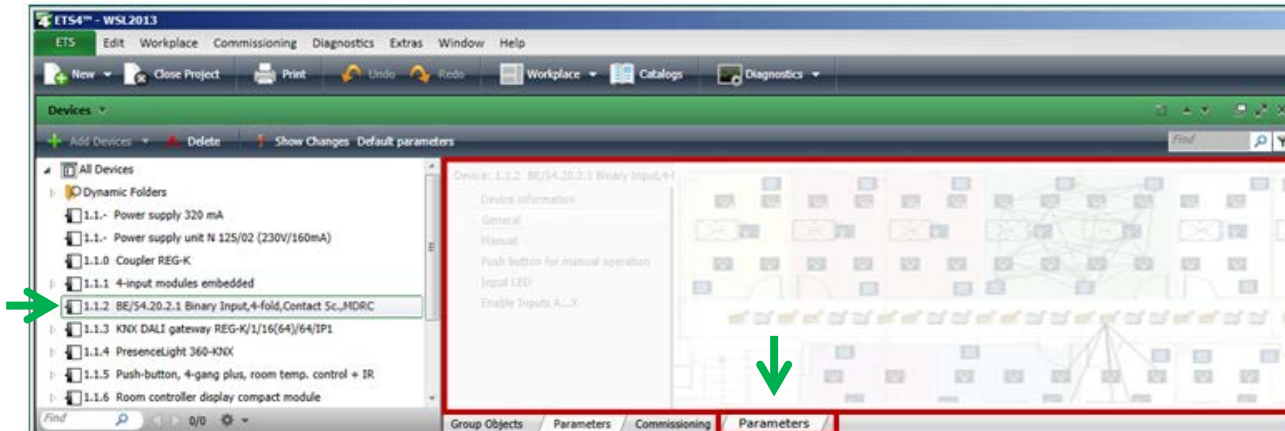 ETS4™ - WSL2013
ETS Edit Workplace Commissioning Diagnostics Extras Window Help
New Close Project Print Undo Redo Workplace Catalogs Diagnostics
Devices
Add Devices Delete Show Changes Default parameters Find
All Devices
Dynamic Folders
1.1.- Power supply 320 mA
1.1.- Power supply unit N 125/02 (230V/160mA)
1.1.0 Coupler REG-K
1.1.1 4-input modules embedded
1.1.2 BE/S4.20.2.1 Binary Input,4-fold,Contact Sc.,MDRC
1.1.3 KNX DALI gateway REG-K/1/16(64)/64/IP1
1.1.4 PresenceLight 360-KNX
1.1.5 Push-button, 4-gang plus, room temp. control + IR
1.1.6 Room controller display compact module
Find 0/0
Device: 1.1.2 BE/S4.20.2.1 Binary Input,4-f
Device information
General
Manual
Push button for manual operation
Input LED
Enable Inputs A...X
Group Objects Parameters Commissioning Parameters